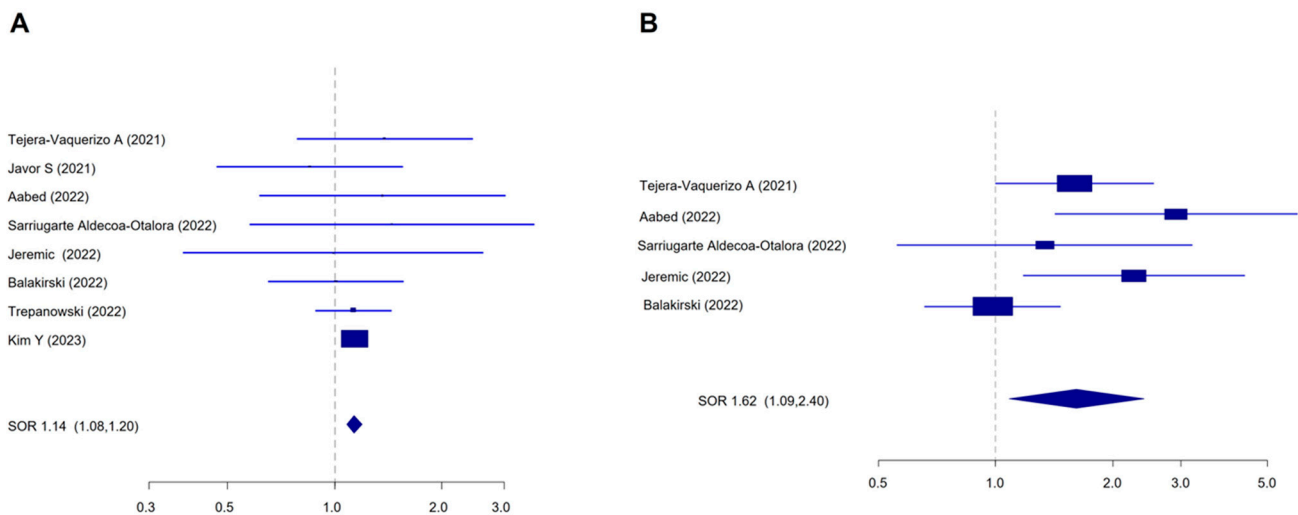 A
Tejera-Vaquerizo A (2021)
Javor S (2021)
Aabed (2022)
Sarriugarte Aldecoa-Otalora (2022)
Jeremic  (2022)
Balakirski (2022)
Trepanowski (2022)
Kim Y (2023)
SOR 1.14  (1.08,1.20)
0.3 0.5 1.0 2.0 3.0
B
Tejera-Vaquerizo A (2021)
Aabed (2022)
Sarriugarte Aldecoa-Otalora (2022)
Jeremic (2022)
Balakirski (2022)
SOR 1.62  (1.09,2.40)
0.5 1.0 2.0 3.0 5.0